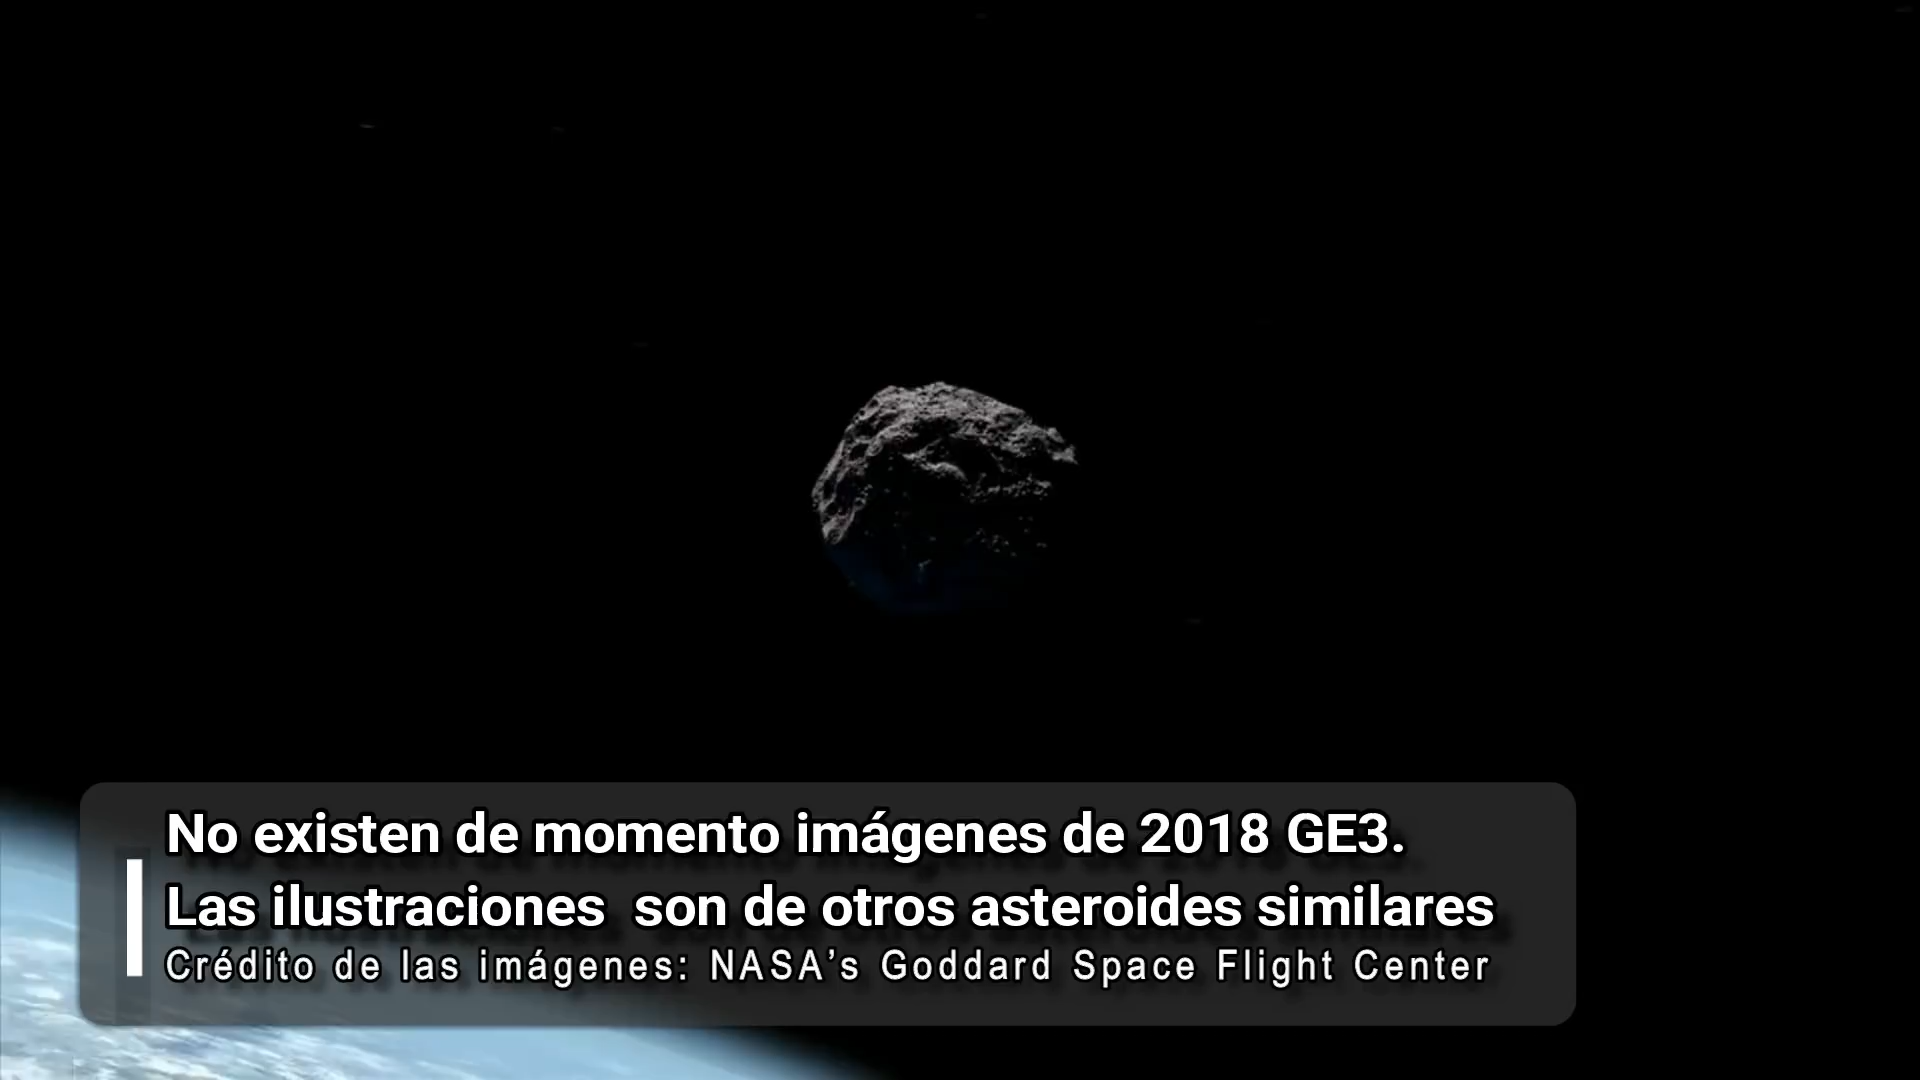 No existen de momento imágenes de 2018 GE3.
Las ilustraciones son de otros asteroides similares
Crédito de las imágenes: NASA’s Goddard Space Flight Center